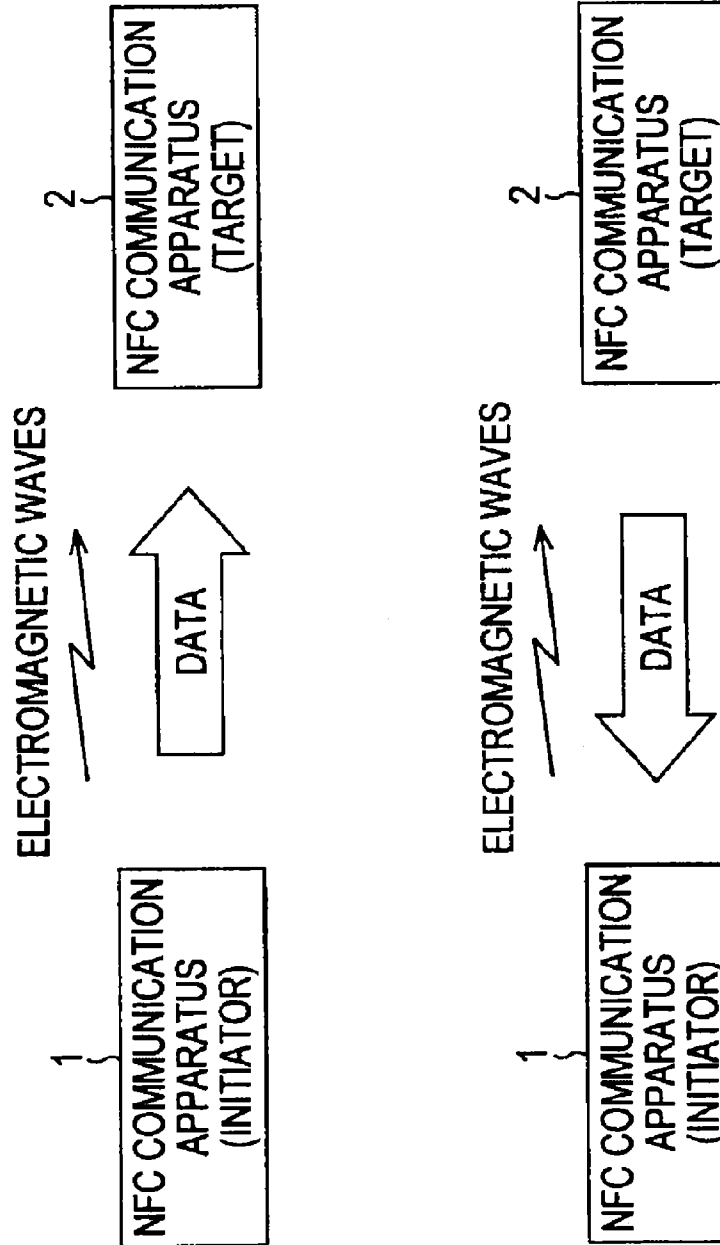 1
NFC COMMUNICATION
APPARATUS
(INITIATOR)
ELECTROMAGNETIC WAVES
DATA
2
NFC COMMUNICATION
APPARATUS
(TARGET)
1
NFC COMMUNICATION
APPARATUS
(INITIATOR)
ELECTROMAGNETIC WAVES
DATA
2
NFC COMMUNICATION
APPARATUS
(TARGET)